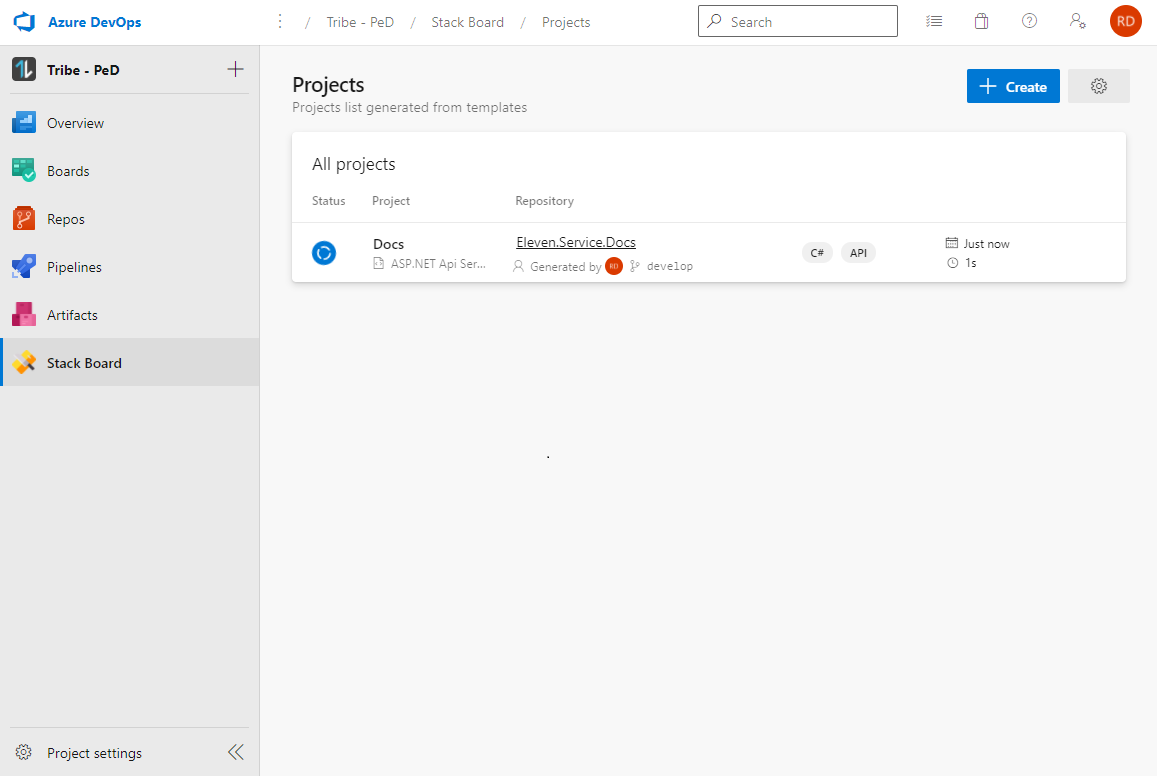 Azure DevOps
/ Tribe - PeD / Stack Board / Projects
Search
RD
Tribe - PeD
Overview
Boards
Repos
Pipelines
Artifacts
Stack Board
Project settings
Projects
Projects list generated from templates
Create
All projects
Status Project Repository
Docs
ASP.NET Api Ser...
Eleven.Service.Docs
Generated by RD develop
C# API
Just now
1s